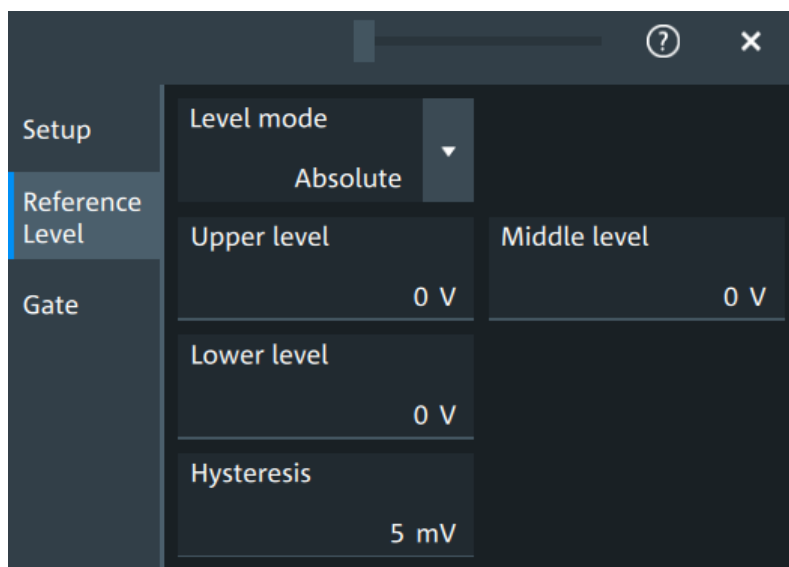 ?
Setup
Reference
Level
Gate
Level mode
Absolute
Upper level
0 V
Middle level
0 V
Lower level
0 V
Hysteresis
5 mV